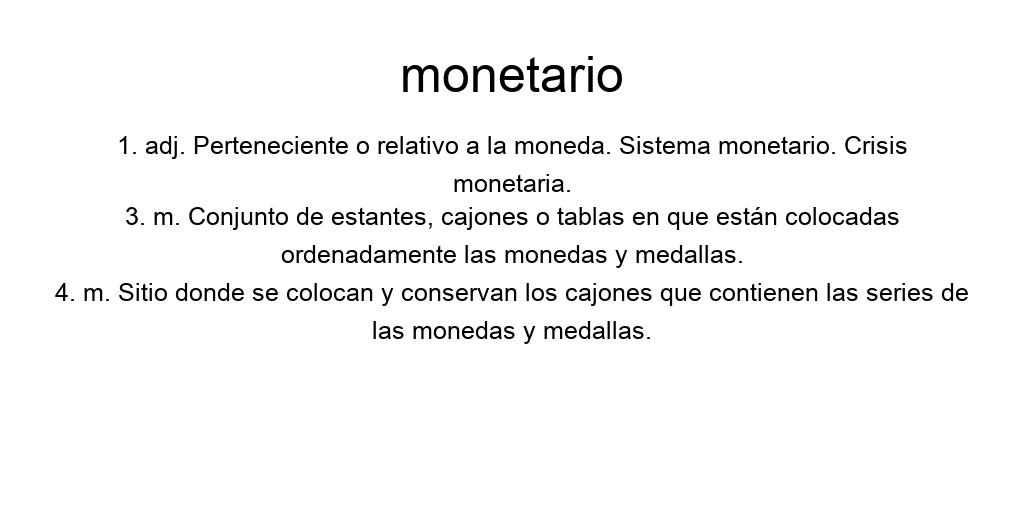 monetario
1. adj. Perteneciente o relativo a la moneda. Sistema monetario. Crisis
monetaria.
3. m. Conjunto de estantes, cajones o tablas en que están colocadas
ordenadamente las monedas y medallas.
4. m. Sitio donde se colocan y conservan los cajones que contienen las series de
las monedas y medallas.